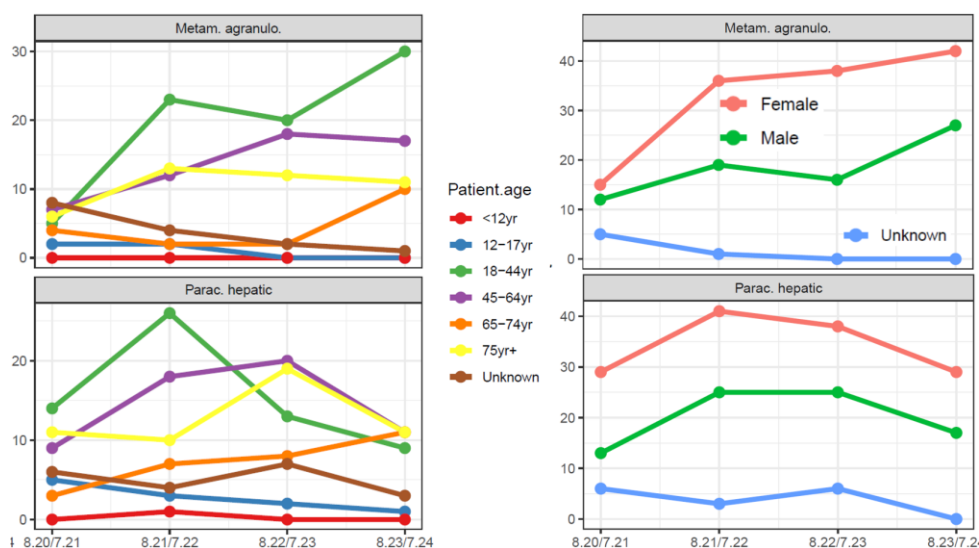 Metam. agranulo.
30
20
10
0
Parac. hepatic
20
10
0
8.20/7.21 8.21/7.22 8.22/7.23 8.23/7.24
Patient.age
<12yr
12−17yr
18−44yr
45−64yr
65−74yr
75yr+
Unknown
Metam. agranulo.
40
30
20
10
0
Female
Male
Unknown
Parac. hepatic
40
30
20
10
0
8.20/7.21 8.21/7.22 8.22/7.23 8.23/7.24